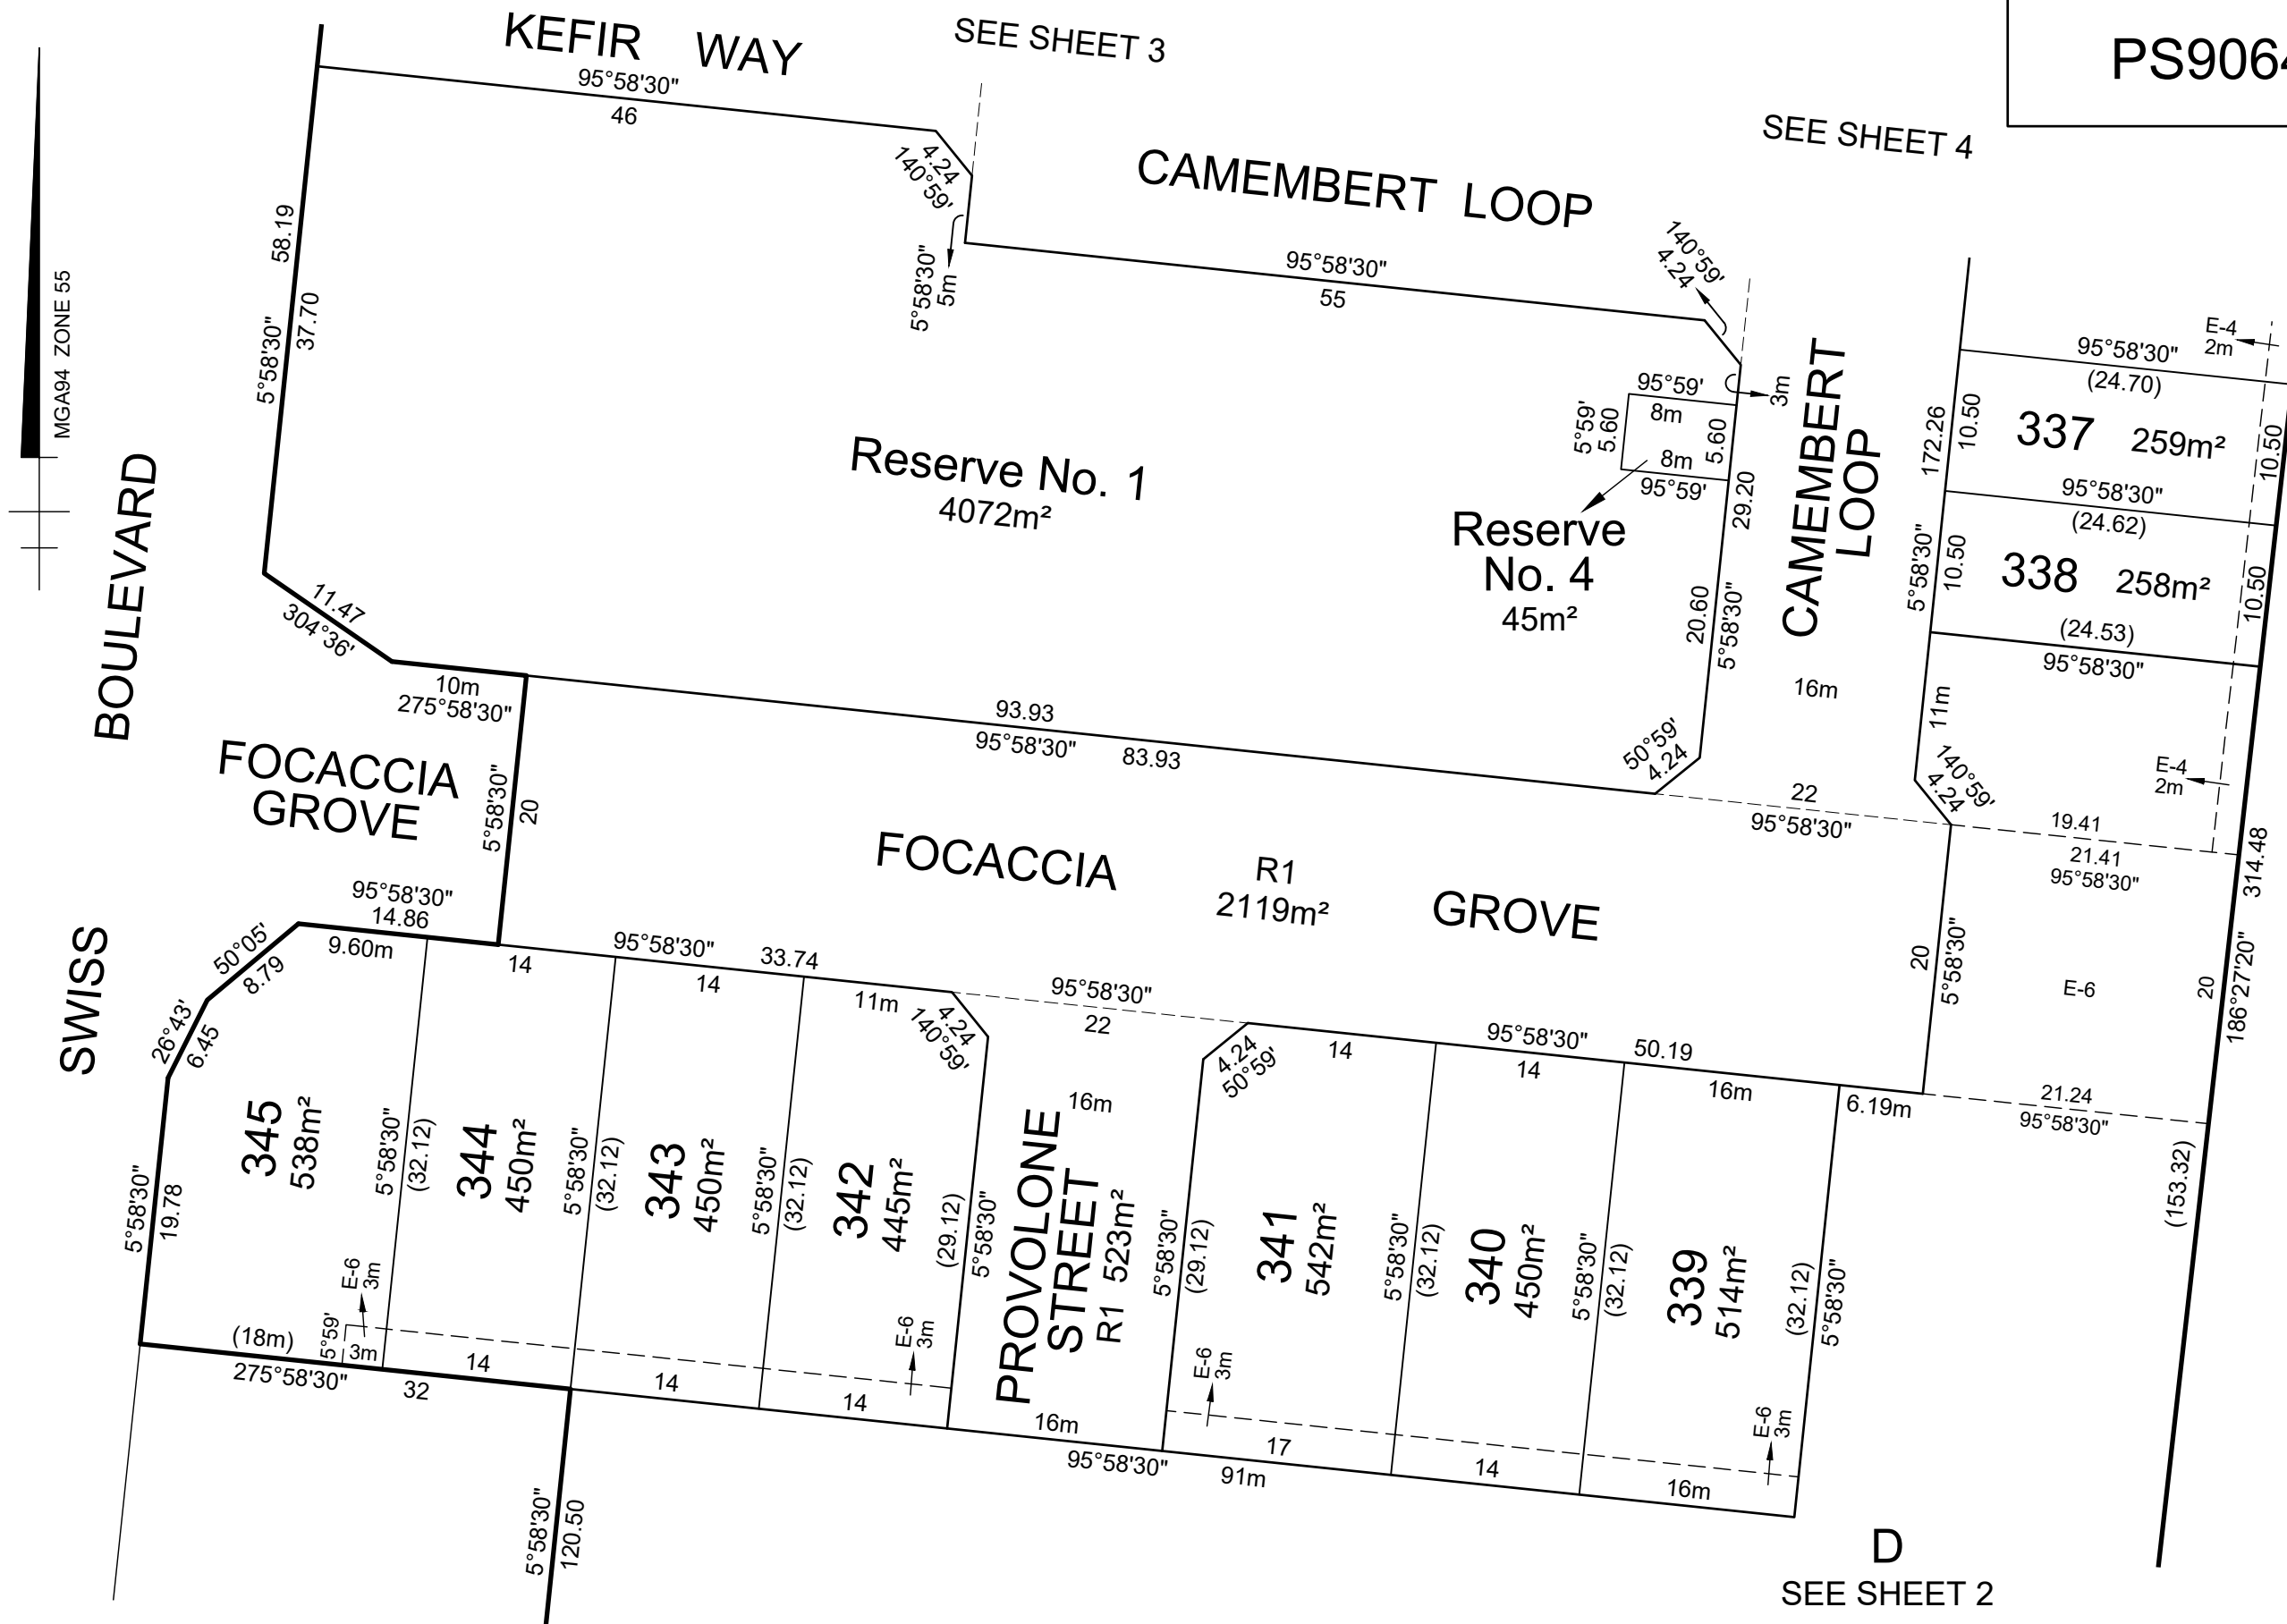 KEFIR WAY
SEE SHEET 3
PS9064
95°58'30"
46
4.24
140°59'
SEE SHEET 4
CAMEMBERT LOOP
58.19
37.70
5°58'30"
MGA94 ZONE 55
5°58'30"
5m
95°58'30"
55
140°59'
4.24
3m
95°59'
8m
5°59'
5.60
5.60
8m
95°59'
Reserve No. 1
4072m²
Reserve
No. 4
45m²
29.20
20.60
5°58'30"
CAMEMBERT
LOOP
16m
172.26
10.50
5°58'30"
10.50
95°58'30"
(24.70)
E-4
2m
337 259m²
10.50
95°58'30"
(24.62)
338 258m²
10.50
(24.53)
95°58'30"
11m
140°59'
4.24
E-4
2m
BOULEVARD
11.47
304°36'
10m
275°58'30"
FOCACCIA
GROVE
5°58'30"
20
93.93
95°58'30" 83.93
50°59'
4.24
22
95°58'30"
19.41
21.41
95°58'30"
314.48
186°27'20"
20
(153.32)
FOCACCIA GROVE
R1
2119m²
20
5°58'30"
E-6
21.24
95°58'30"
SWISS
95°58'30"
14.86
9.60m
50°05'
8.79
26°43'
6.45
14
95°58'30" 33.74
14
11m
4.24
140°59'
95°58'30"
22
4.24
50°59'
14
95°58'30" 50.19
14
16m
6.19m
345
538m²
5°58'30"
19.78
5°58'30"
(32.12)
344
450m²
5°58'30"
(32.12)
343
450m²
5°58'30"
(32.12)
342
445m²
(29.12)
5°58'30"
16m
PROVOLONE
STREET
R1 523m²
5°58'30"
(29.12)
341
542m²
5°58'30"
(32.12)
340
450m²
5°58'30"
(32.12)
339
514m²
(32.12)
5°58'30"
E-6
3m
E-6
3m
E-6
3m
E-6
3m
(18m)
5°59'
3m
275°58'30"
32
14
14
14
16m
95°58'30"
91m
17
14
16m
5°58'30"
120.50
D
SEE SHEET 2